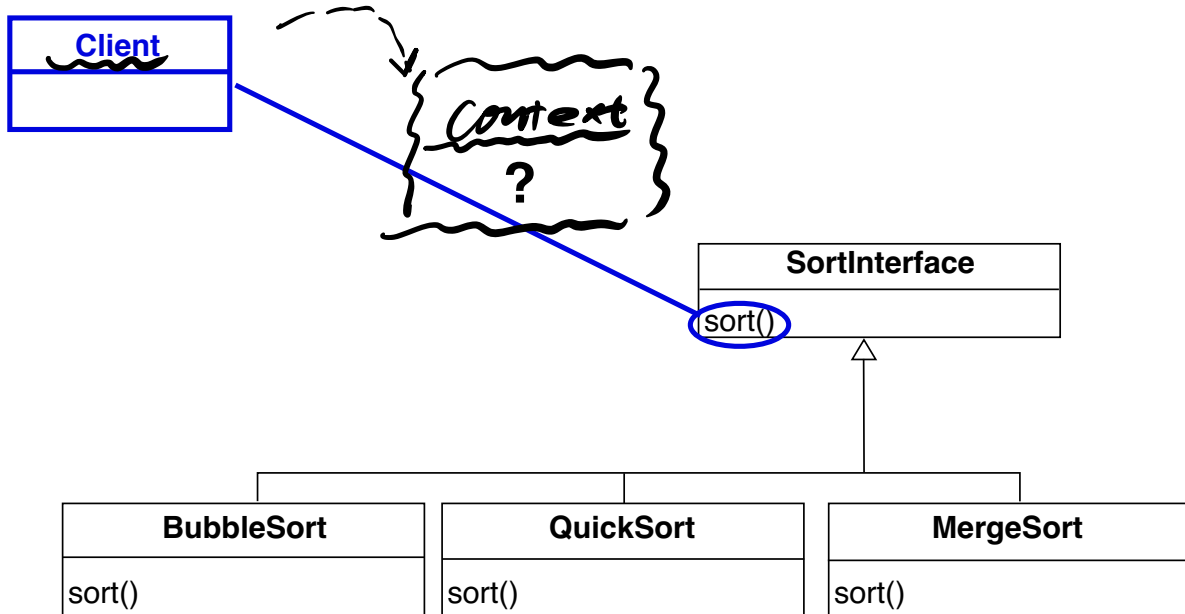 Client
Context
?
SortInterface
sort()
BubbleSort
QuickSort
MergeSort
sort()
sort()
sort()